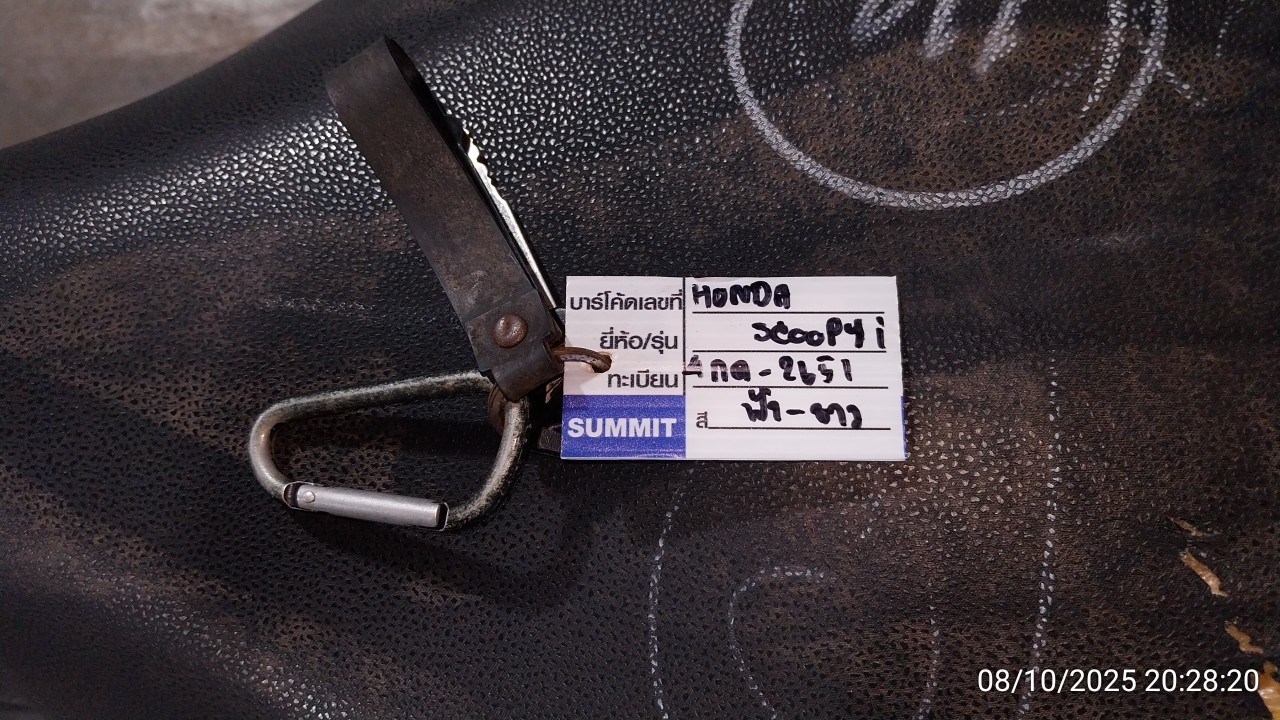 บาร์โค้ดเลขที่ HONDA
ยี่ห้อ/รุ่น scooPy i
ทะเบียน 4กด-2651
SUMMIT สี ฟ้า-ขาว
08/10/2025 20:28:20